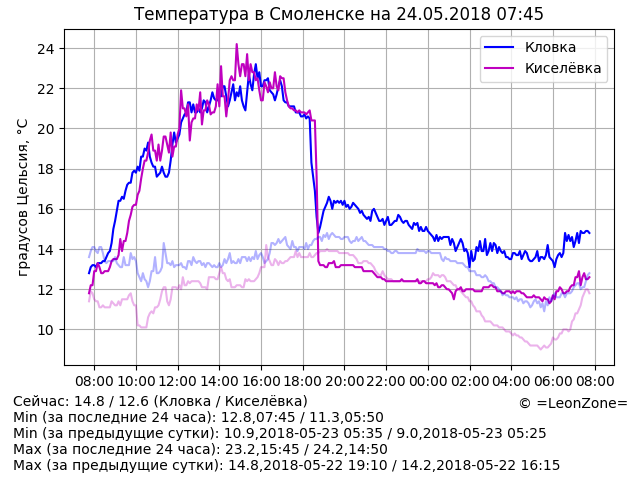 Температура в Смоленске на 24.05.2018 07:45
Кловка
Киселёвка
градусов Цельсия, °C
24
22
20
18
16
14
12
10
08:00 10:00 12:00 14:00 16:00 18:00 20:00 22:00 00:00 02:00 04:00 06:00 08:00
Сейчас: 14.8 / 12.6 (Кловка / Киселёвка)
© =LeonZone=
Min (за последние 24 часа): 12.8,07:45 / 11.3,05:50
Min (за предыдущие сутки): 10.9,2018-05-23 05:35 / 9.0,2018-05-23 05:25
Max (за последние 24 часа): 23.2,15:45 / 24.2,14:50
Max (за предыдущие сутки): 14.8,2018-05-22 19:10 / 14.2,2018-05-22 16:15